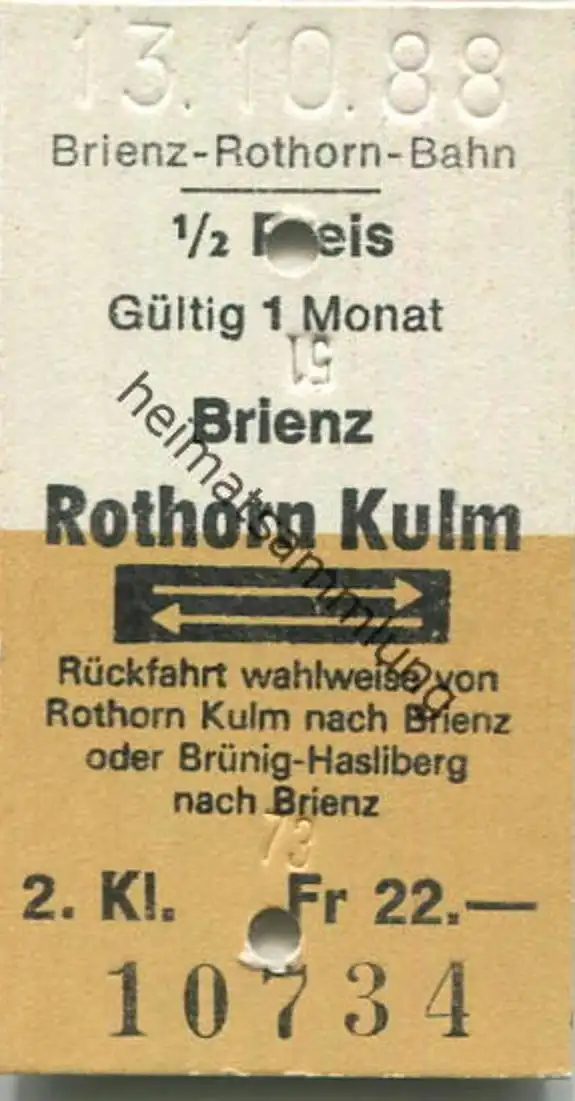 13.10.88
Brienz-Rothorn-Bahn
1/2 Preis
Gültig 1 Monat
51
Brienz
Rothorn Kulm
heimatsammlung
Rückfahrt wahlweise von
Rothorn Kulm nach Brienz
oder Brünig-Hasliberg
nach Brienz
73
2. Kl. Fr 22.—
10734